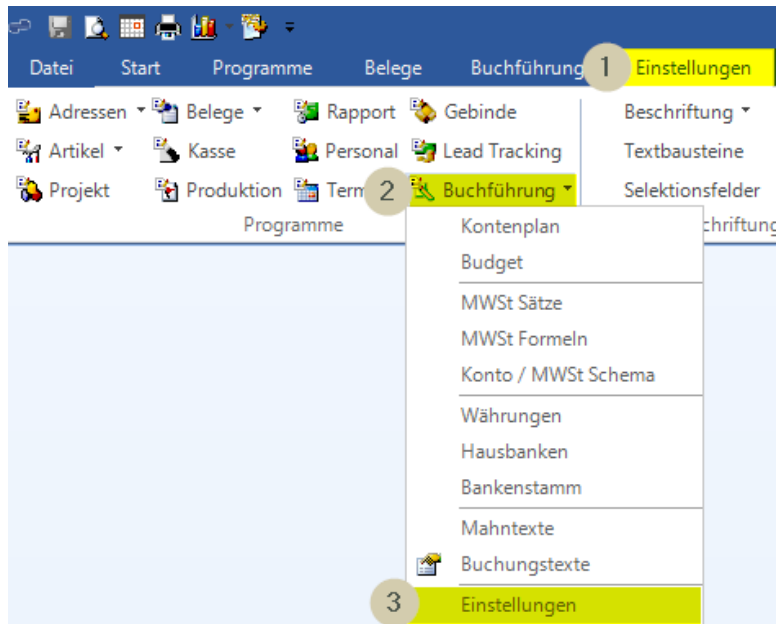 Datei Start Programme Belege Buchführung 1 Einstellungen
Adressen Belege Rapport Gebinde Beschriftung
Artikel Kasse Personal Lead Tracking Textbausteine
Projekt Produktion Term 2 Buchführung Selektionsfelder
Programme chriftung
Kontenplan
Budget
MWSt Sätze
MWSt Formeln
Konto / MWSt Schema
Währungen
Hausbanken
Bankenstamm
Mahntexte
Buchungstexte
3 Einstellungen